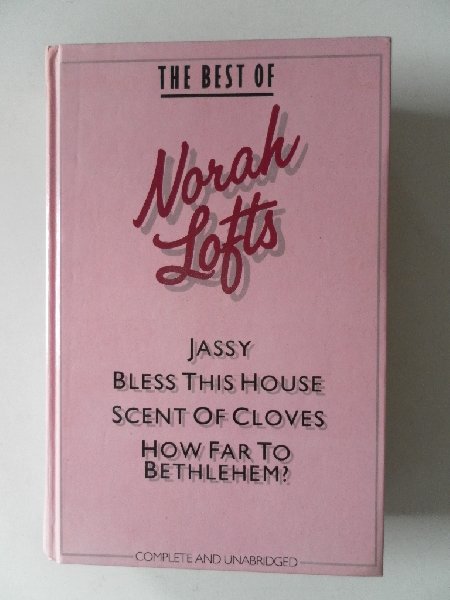 THE BEST OF
Norah
Lofts
JASSY
BLESS THIS HOUSE
SCENT OF CLOVES
HOW FAR TO
BETHLEHEM?
COMPLETE AND UNABRIDGED